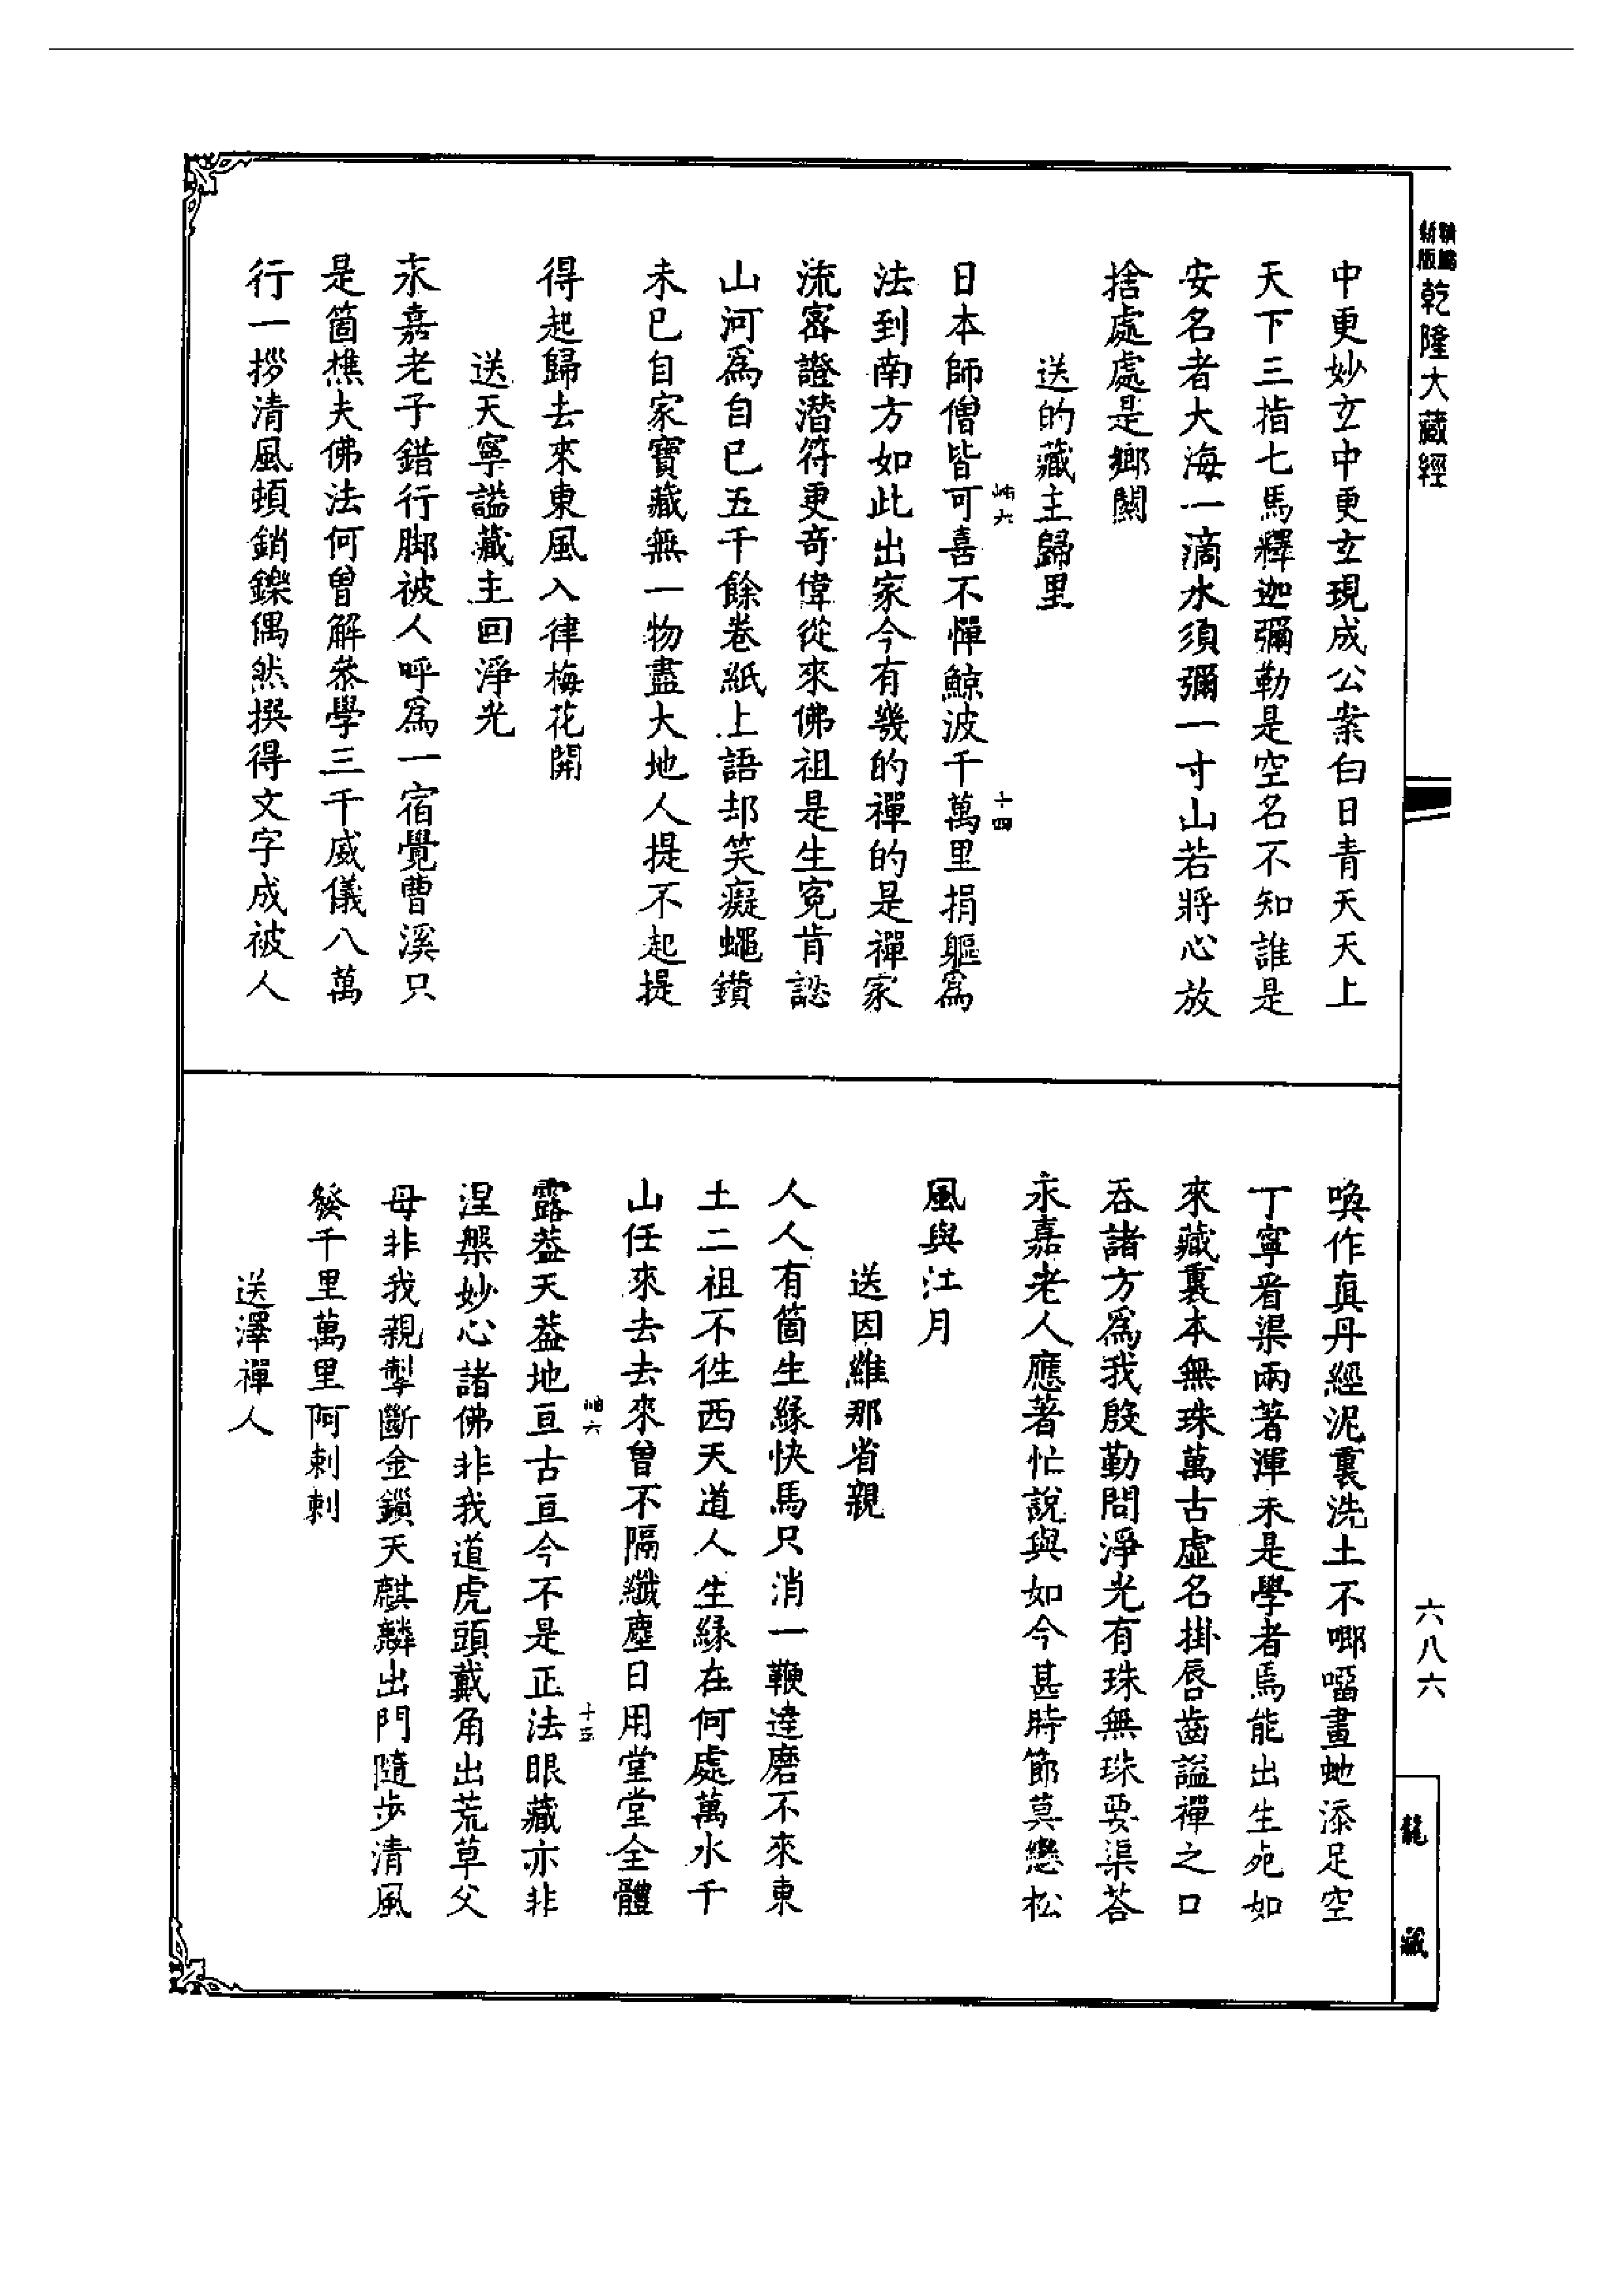 乾隆大藏經
中更妙玄中更玄現成公案白日青天天上
天下三指七馬釋迦彌勒是空名不知誰是
安名者大海一滴水須彌一寸山若將心放
捨處處是鄉關
送的藏主歸里
十四
日本師僧皆可喜不憚鯨波千萬里捐軀為
法到南方如此出家今有幾的禪的是禪家
流密證潛符更奇偉從來佛祖是生冤肯認
山河為自己五千餘卷紙上語却笑癡蠅鑽
未已自家寶藏無一物盡大地人提不起提
得起歸去來東風入律梅花開
送天寧謚藏主回淨光
永嘉老子錯行脚被人呼為一宿覺曹溪只
是箇樵夫佛法何曾解叅學三千威儀八萬
行一拶清風頓銷鑠偶然撰得文字成被人
喚作真丹經泥裏洗土不唧𠺕畫虵添足空
丁寧看渠兩著渾未是學者焉能出生死如
來藏裏本無珠萬古虛名掛唇齒謚禪之口
吞諸方為我殷勤問淨光有珠無珠要渠荅
永嘉老人應著忙說與如今甚時節莫戀松
風與江月
送因維那省親
人人有箇生緣快馬只消一鞭達磨不來東
土二祖不往西天道人生緣在何處萬水千
山任來去去來曾不隔纖塵日用堂堂全體
十五
露葢天葢地亘古亘今不是正法眼藏亦非
涅槃妙心諸佛非我道虎頭戴角出荒草父
母非我親掣斷金鎖天麒麟出門隨步清風
發千里萬里阿剌剌
送澤禪人
六八六
龍藏